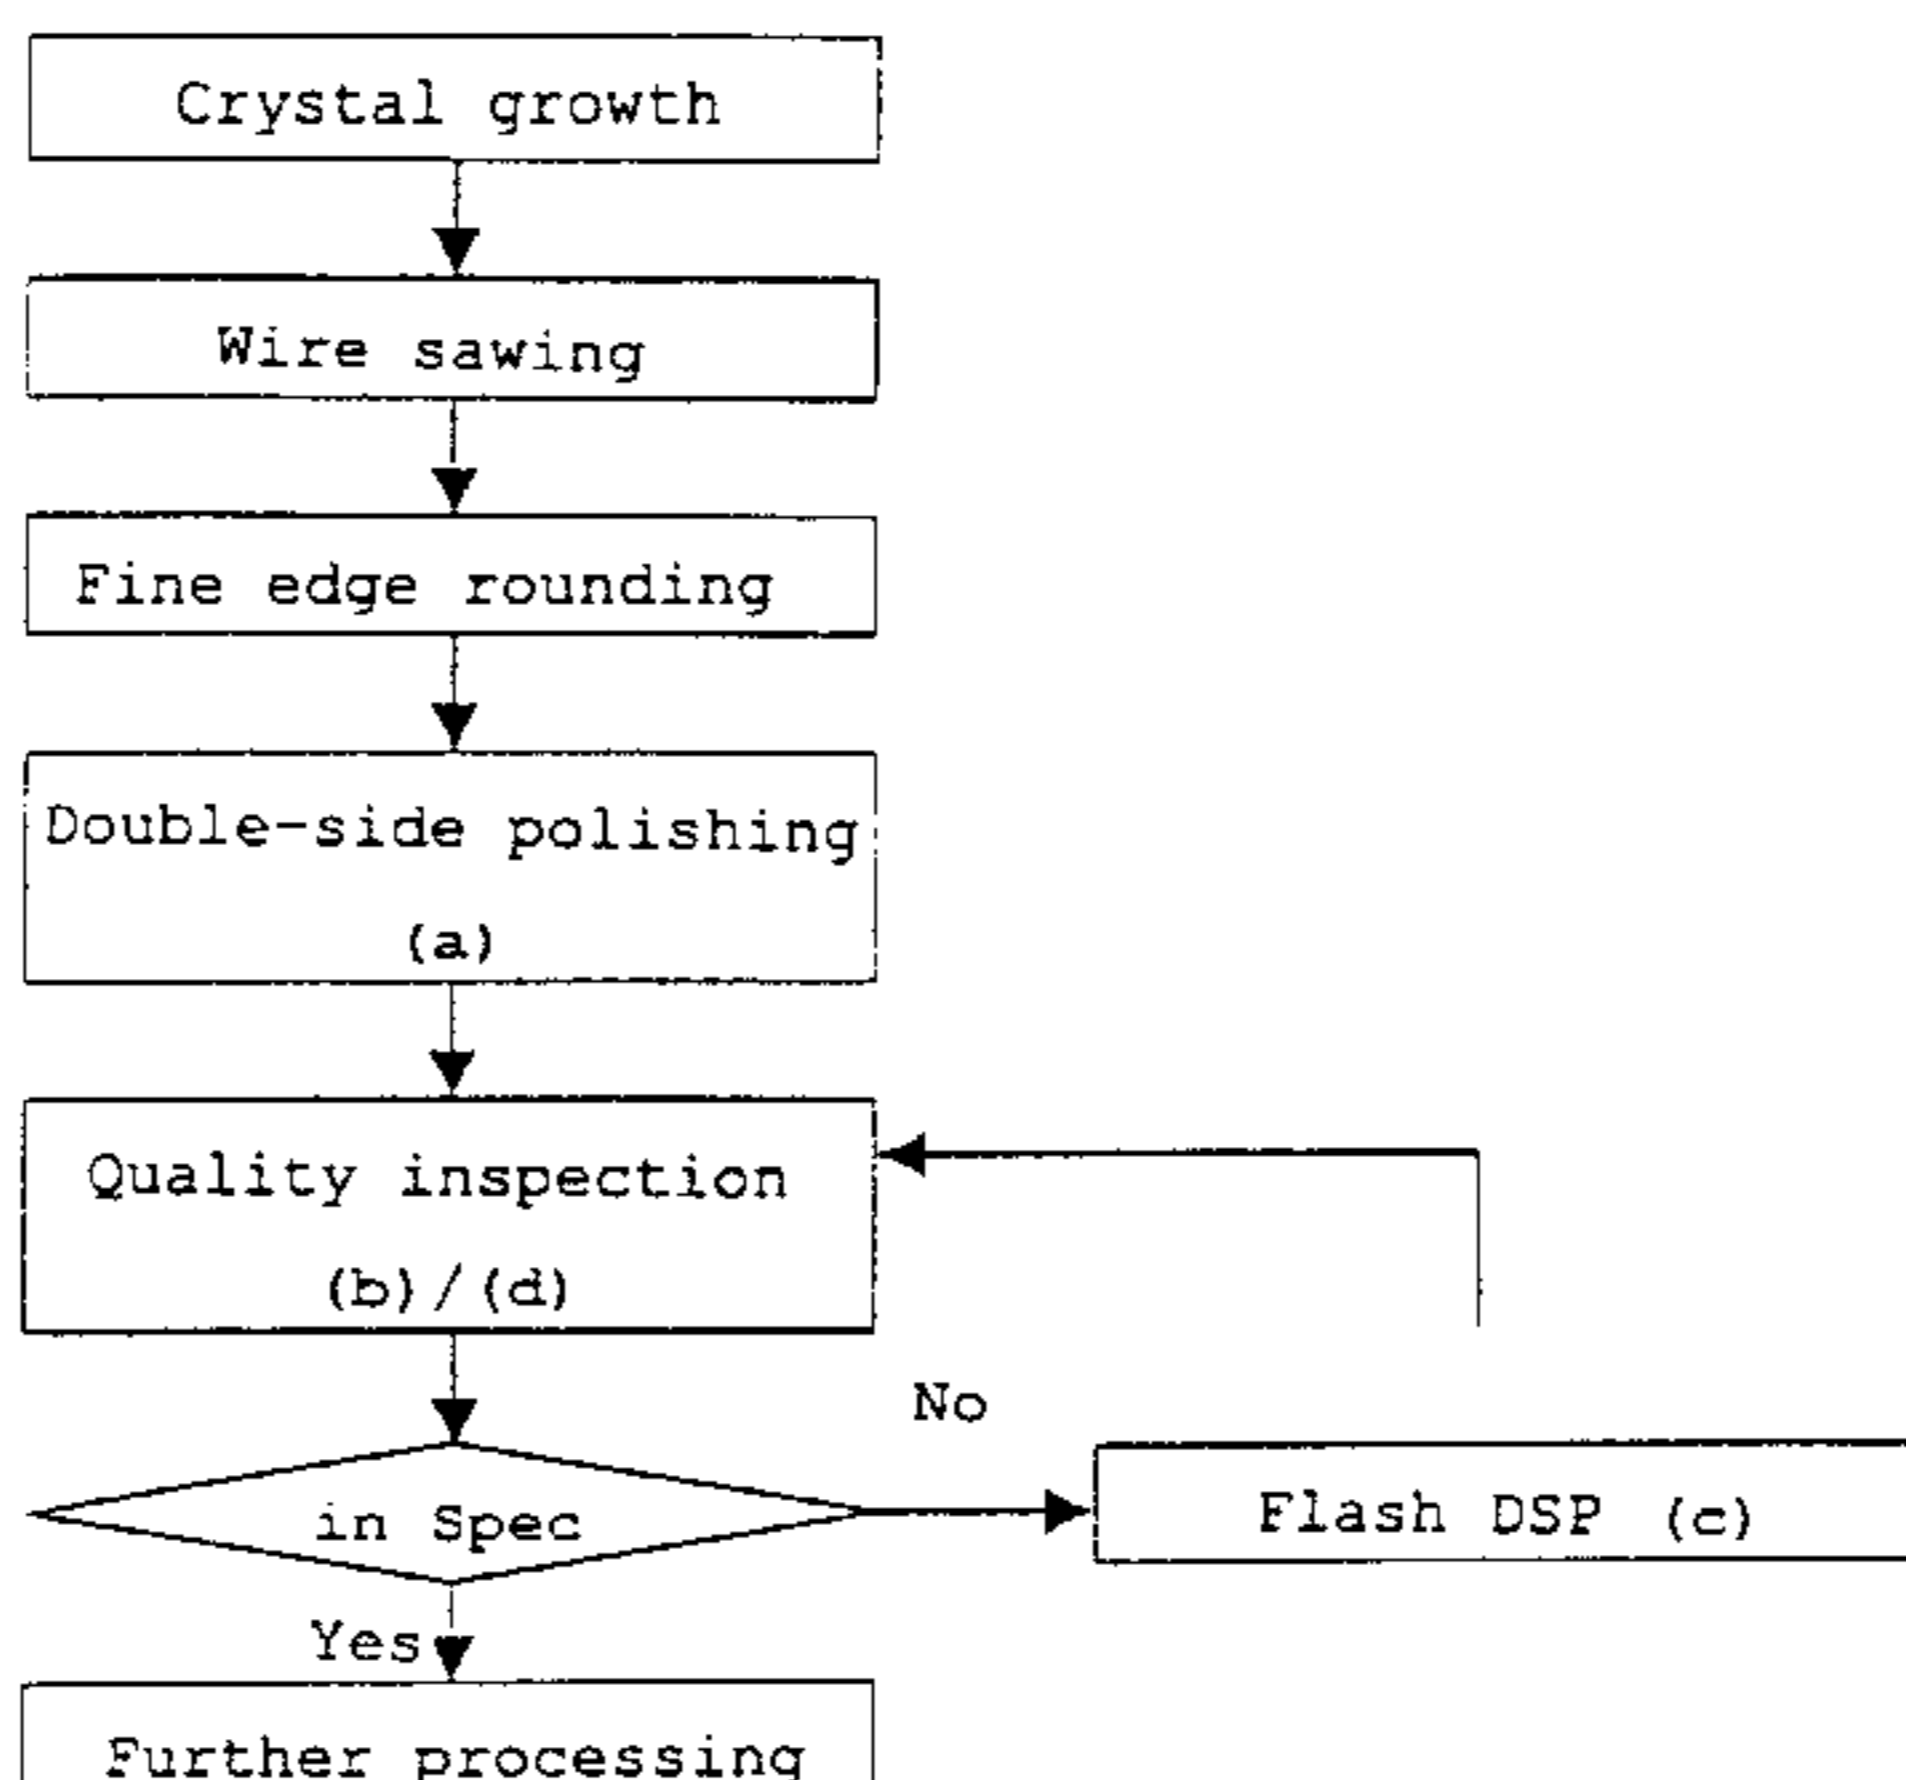 Crystal growth
Wire sawing
Fine edge rounding
Double-side polishing
(a)
Quality inspection
(b)/(d)
No
in Spec
Flash DSP (c)
Yes
Further processing